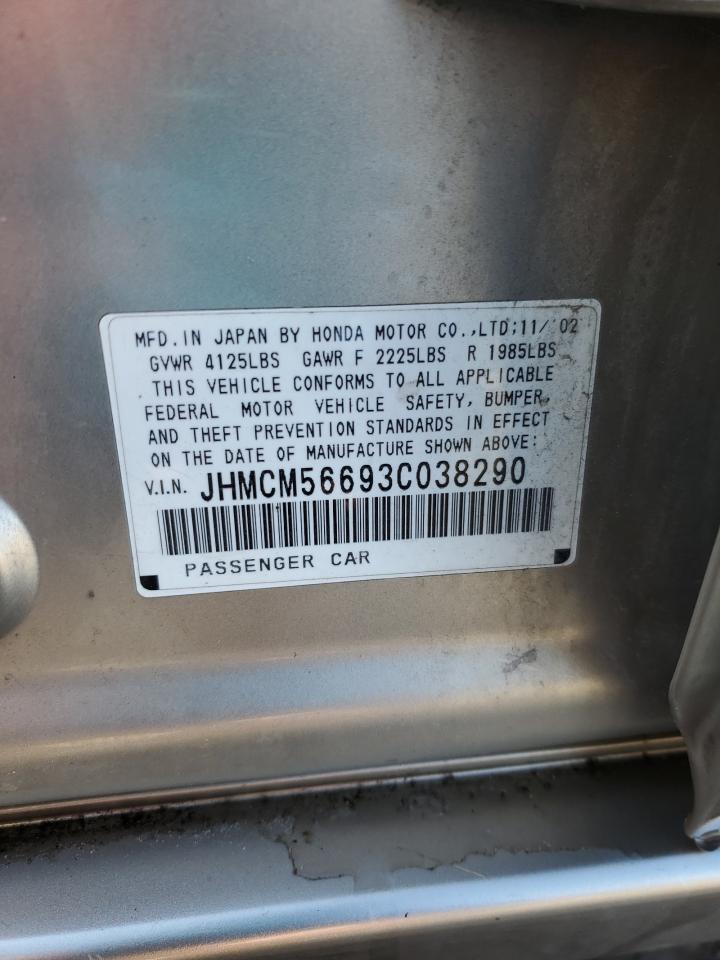 MFD. IN JAPAN BY HONDA MOTOR CO., LTD; 11/'02
GVWR 4125LBS GAWR F 2225LBS R 1985LBS
THIS VEHICLE CONFORMS TO ALL APPLICABLE
FEDERAL MOTOR VEHICLE SAFETY, BUMPER,
AND THEFT PREVENTION STANDARDS IN EFFECT
ON THE DATE OF MANUFACTURE SHOWN ABOVE:
V.I.N. JHMCM56693C038290
PASSENGER CAR